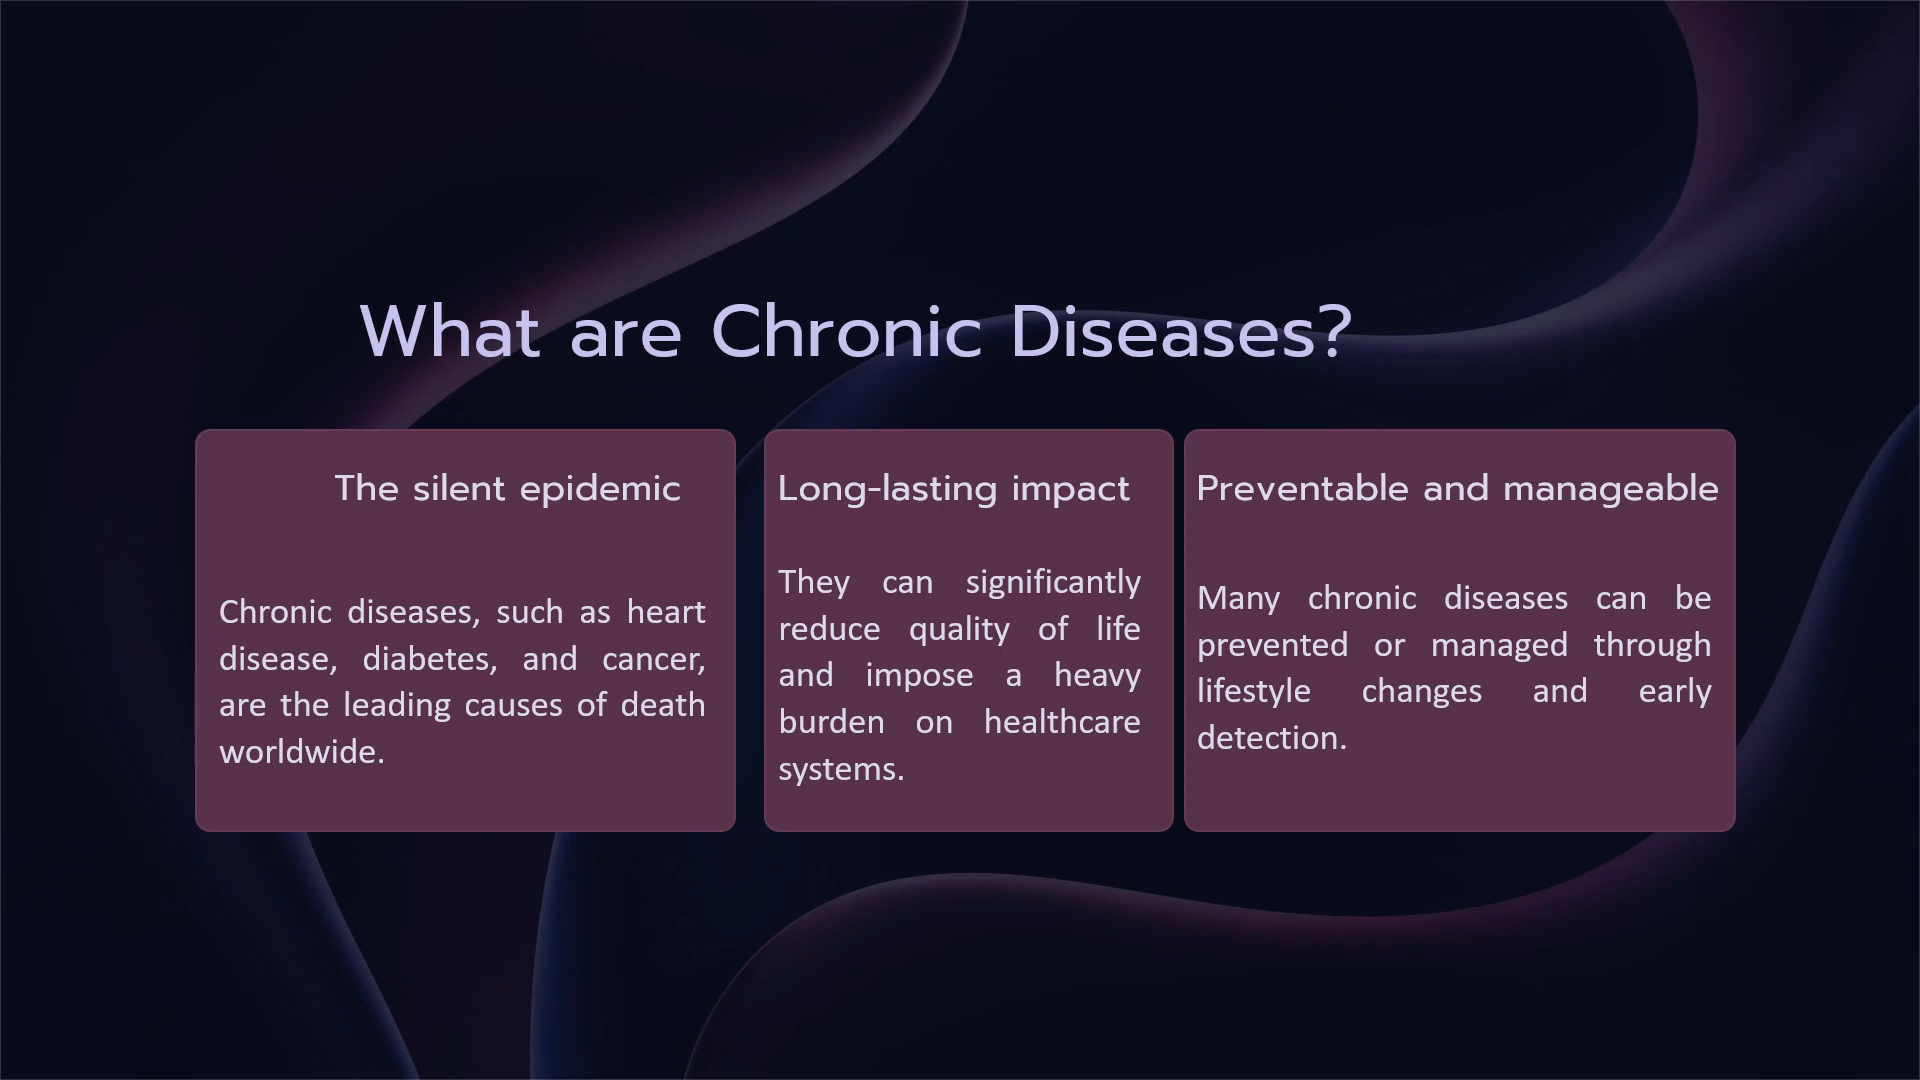 What are Chronic Diseases?
The silent epidemic
Chronic diseases, such as heart
disease, diabetes, and cancer,
are the leading causes of death
worldwide.
Long-lasting impact
They can significantly
reduce quality of life
and impose a heavy
burden on healthcare
systems.
Preventable and manageable
Many chronic diseases can be
prevented or managed through
lifestyle changes and early
detection.